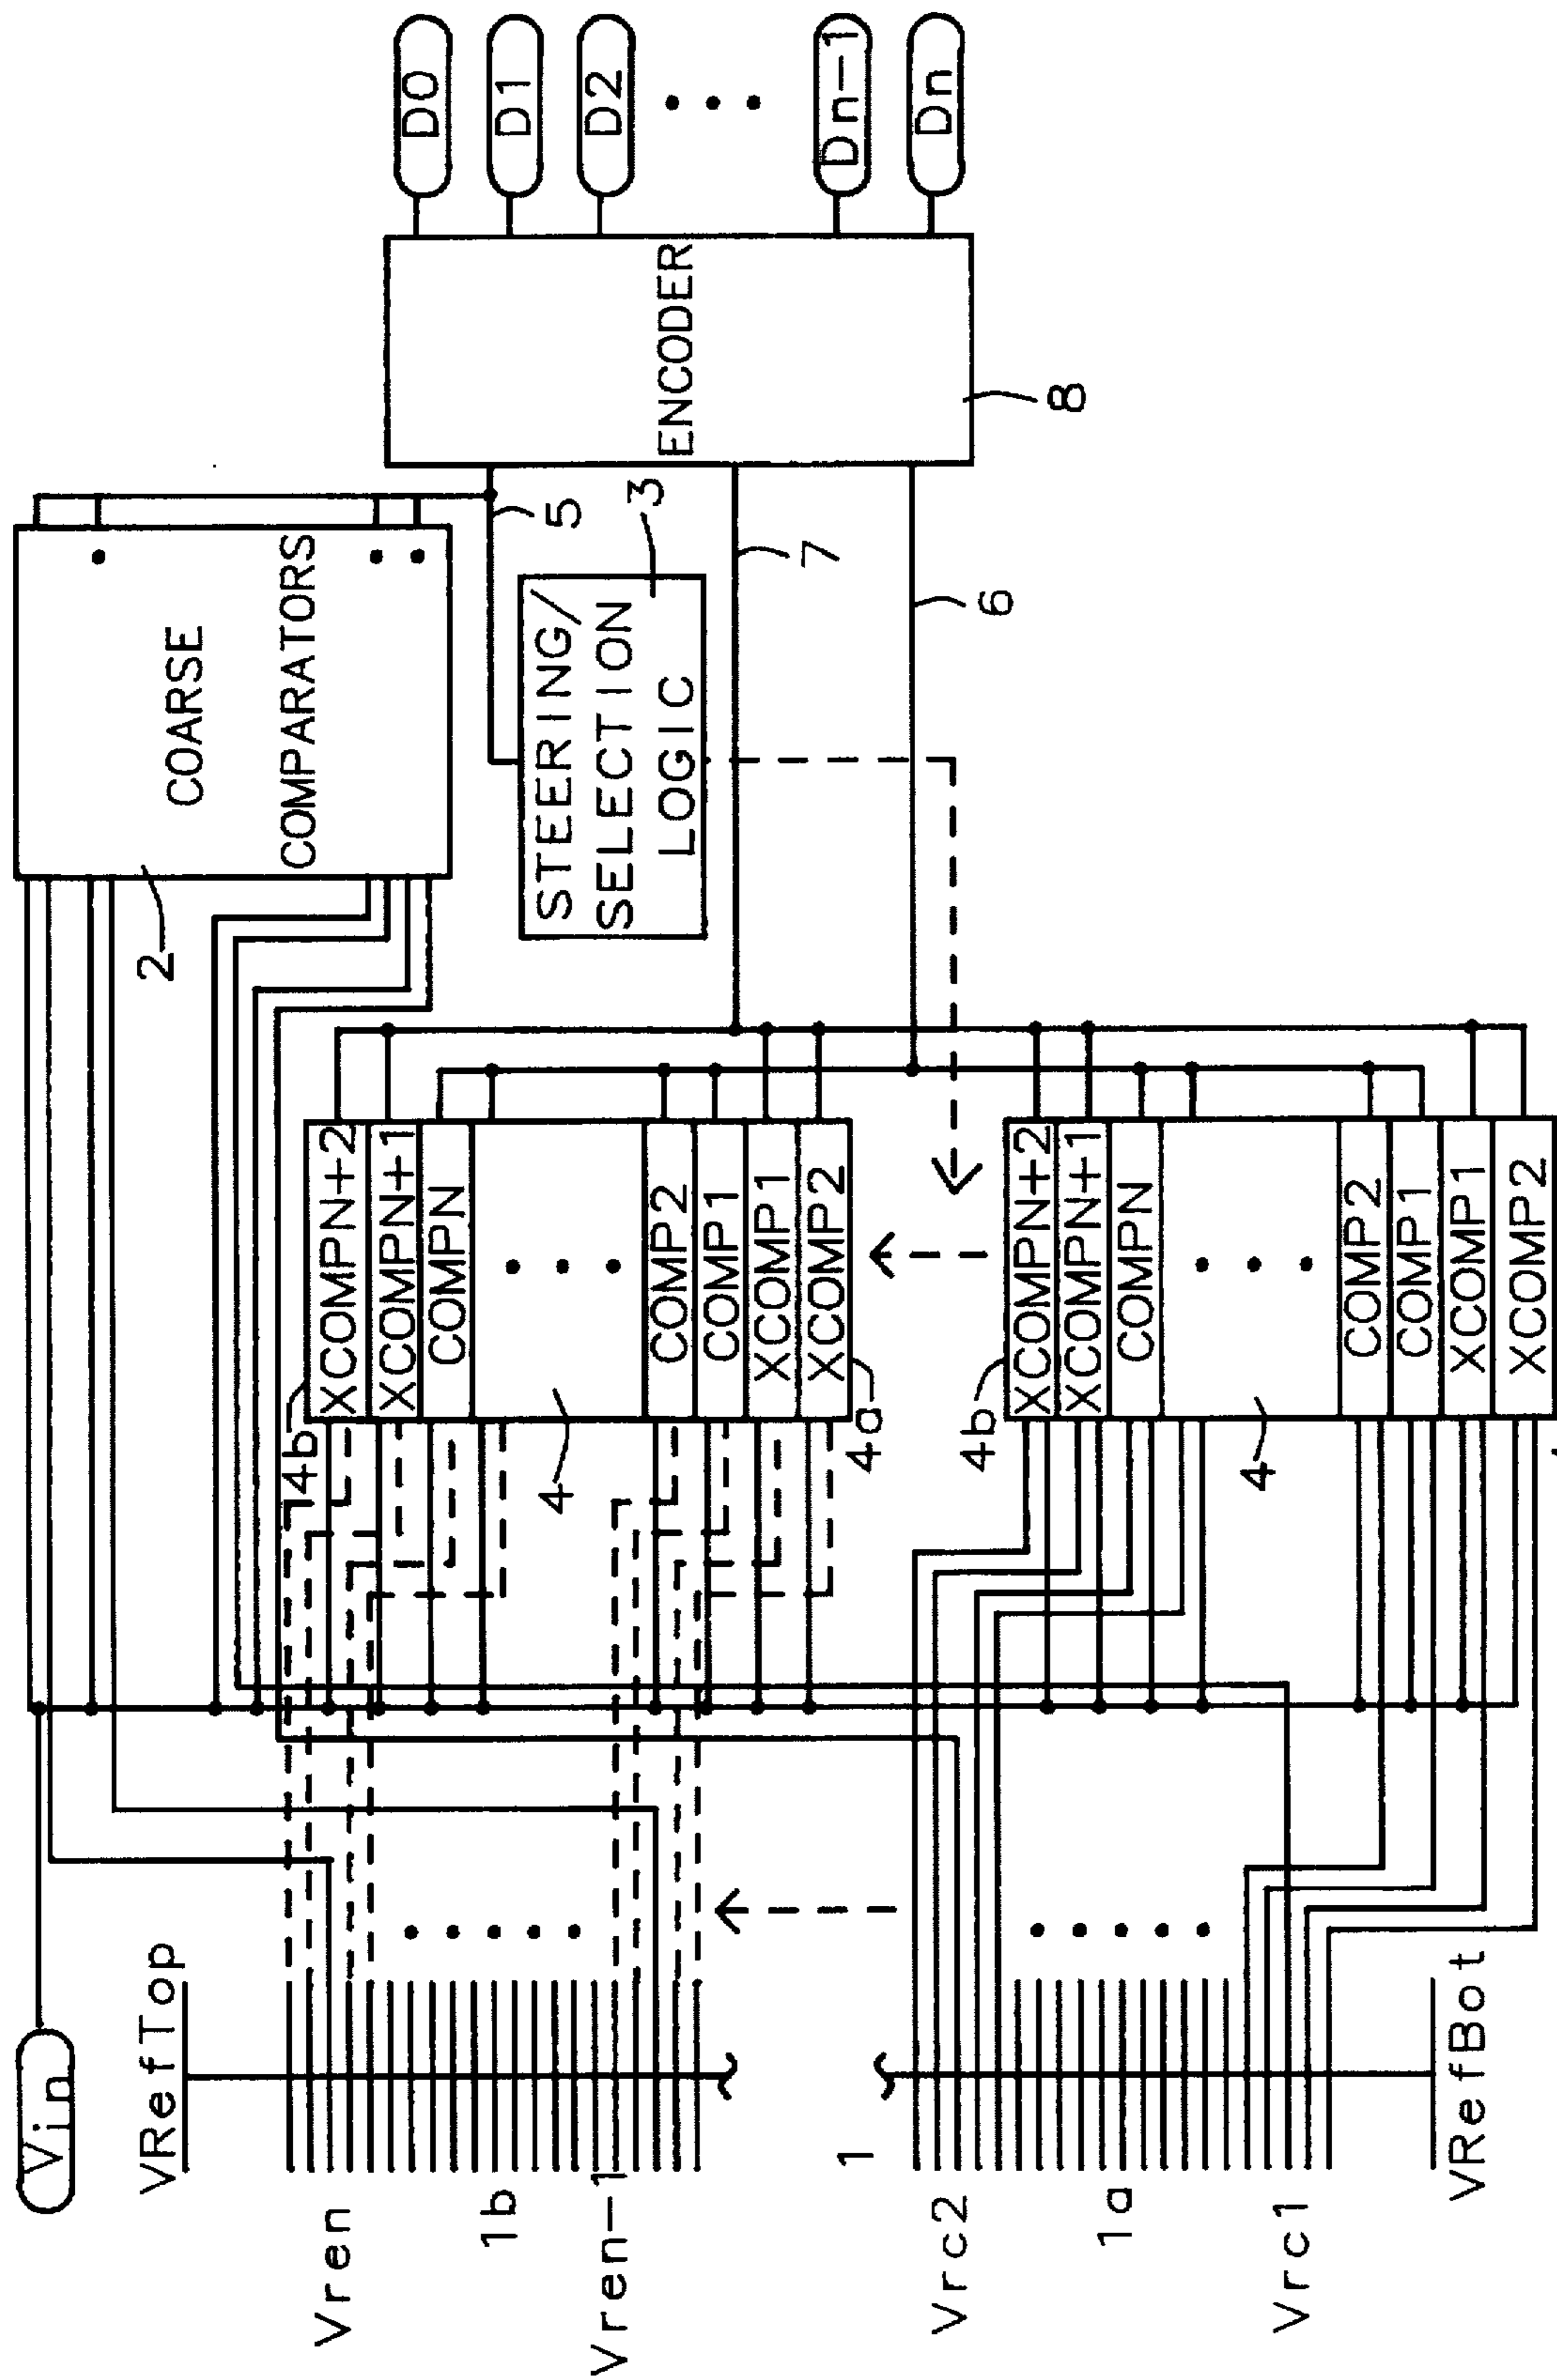 Vin
VRefTop
Vren
1b
Vren-1
1
Vrc2
1a
Vrc1
VRefBot
COARSE
COMPARATORS
2
STEERING/
SELECTION
LOGIC
3
5
7
6
ENCODER
8
D0
D1
D2
Dn-1
Dn
4b
XCOMPN+2
XCOMPN+1
COMPN
4
COMP2
COMP1
XCOMP1
XCOMP2
4a
4b
XCOMPN+2
XCOMPN+1
COMPN
4
COMP2
COMP1
XCOMP1
XCOMP2